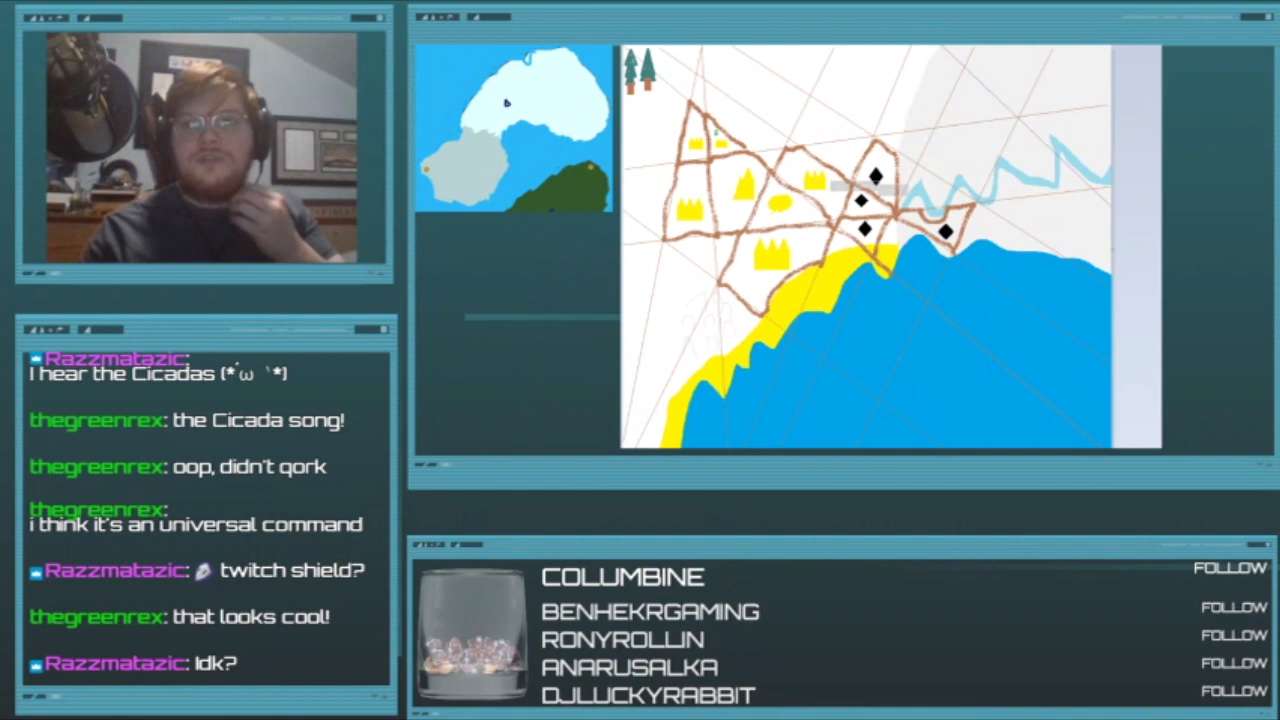 Razzmatazic:
I hear the Cicadas (*´ω｀*)
thegreenrex: the Cicada song!
thegreenrex: oop, didn't qork
thegreenrex:
i think it's an universal command
Razzmatazic: twitch shield?
thegreenrex: that looks cool!
Razzmatazic: Idk?
COLUMBINE FOLLOW
BENHEKRGAMING FOLLOW
RONYROLLIN FOLLOW
ANARUSALKA FOLLOW
DJLUCKYRABBIT FOLLOW